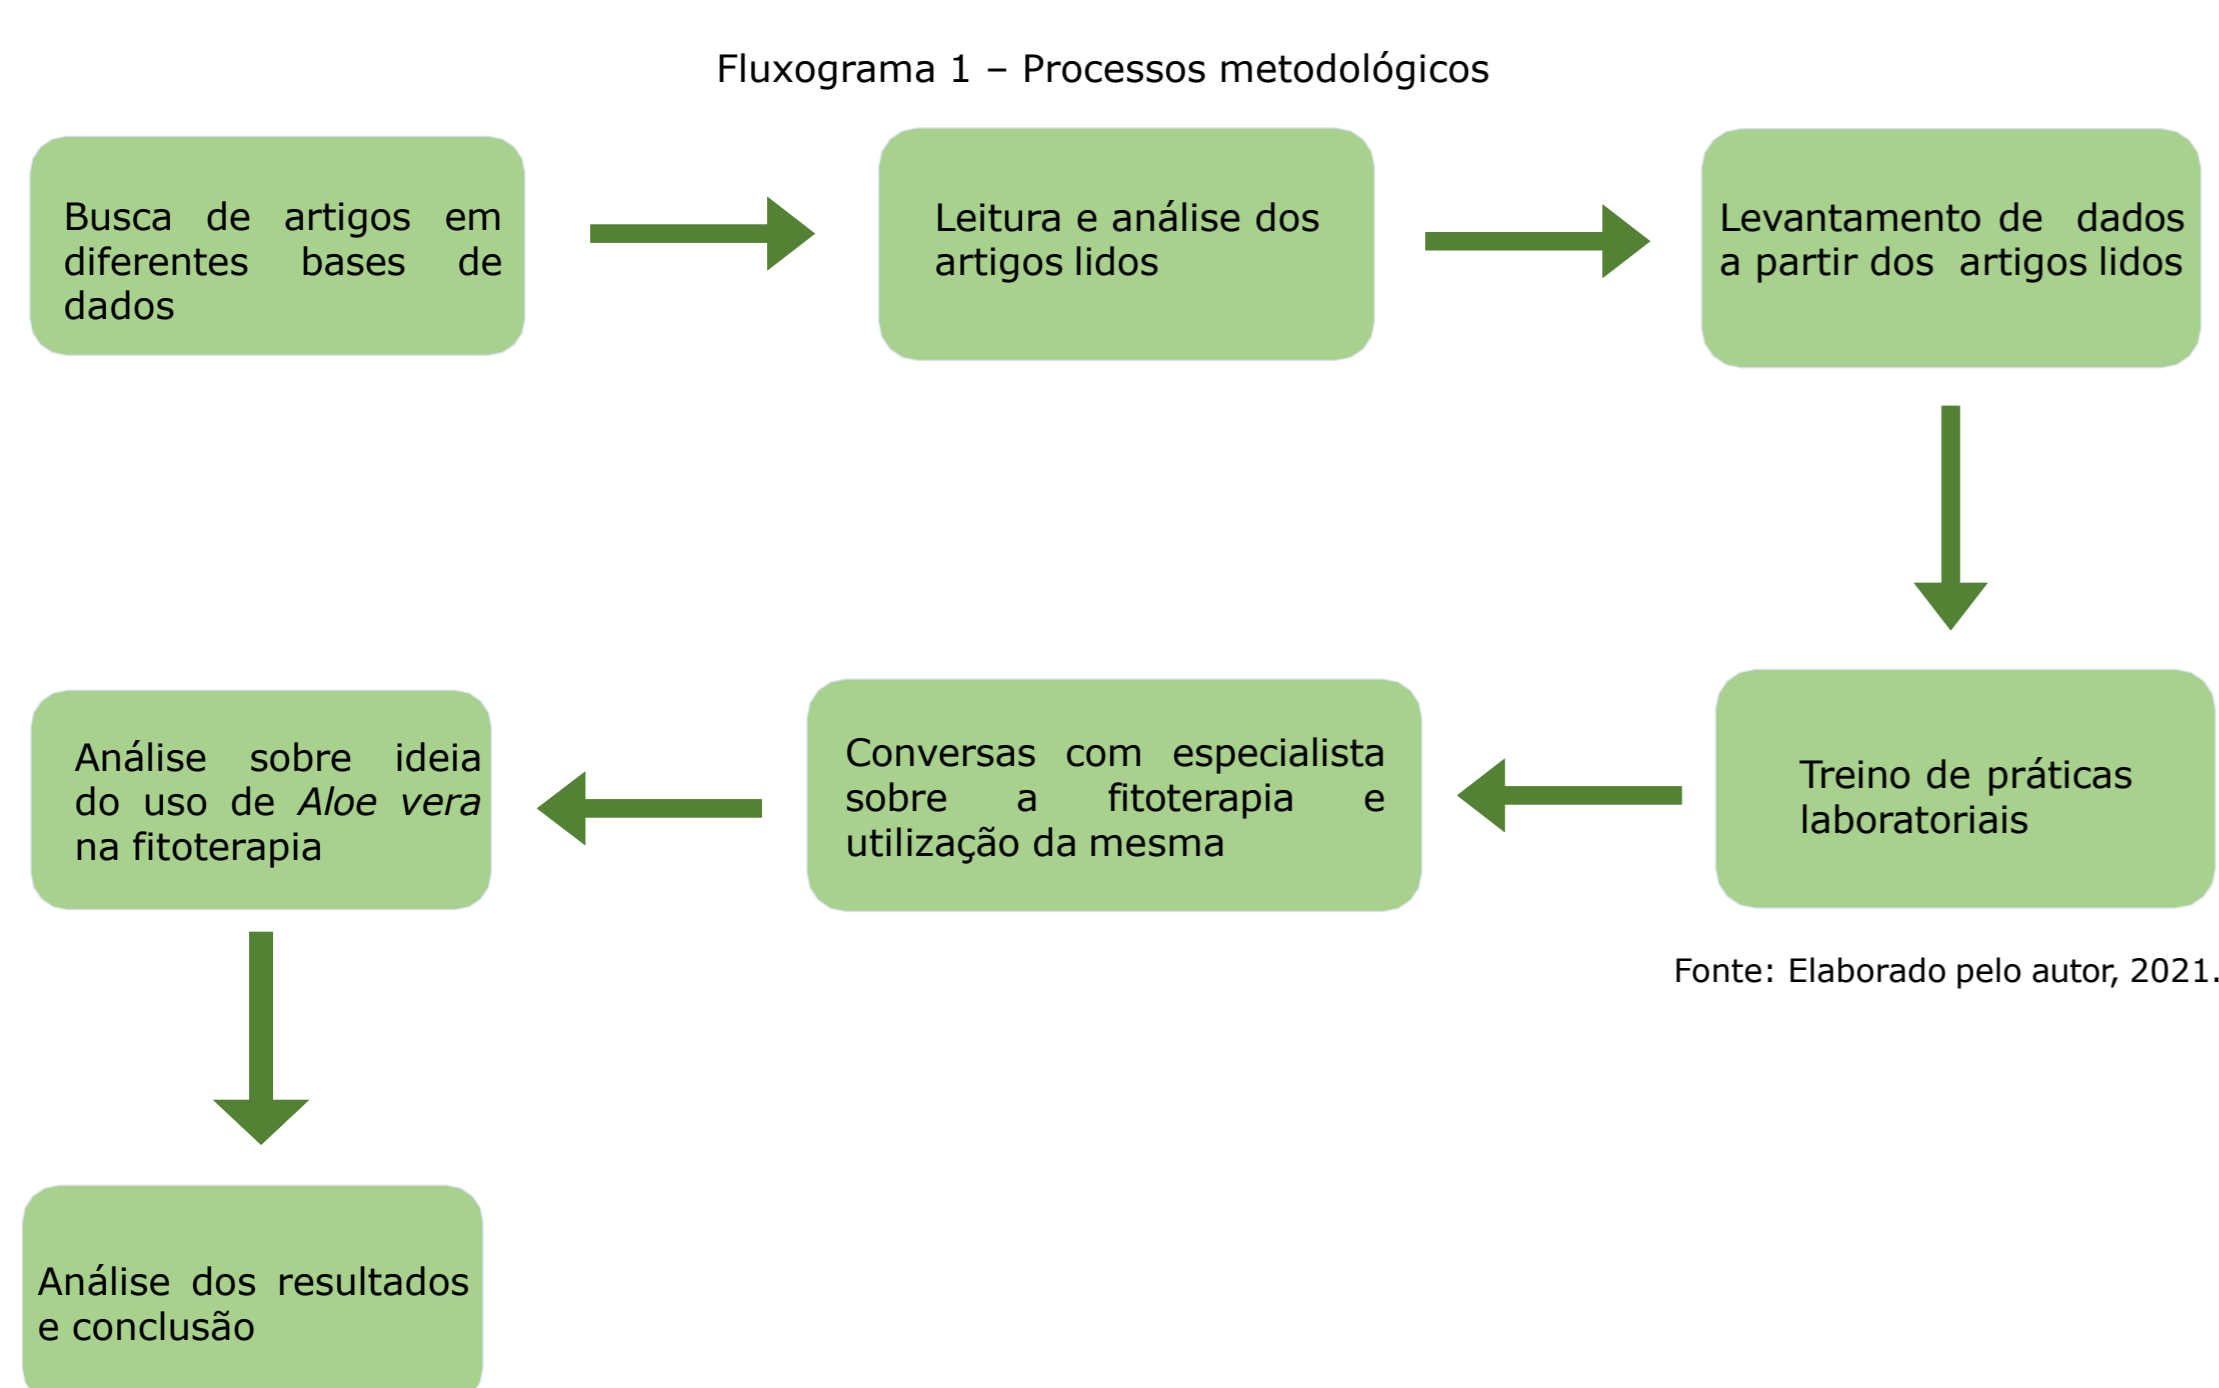 Fluxograma 1 – Processos metodológicos
Busca de artigos em
diferentes bases de
dados
Leitura e análise dos
artigos lidos
Levantamento de dados
a partir dos artigos lidos
Treino de práticas
laboratoriais
Conversas com especialista
sobre a fitoterapia e
utilização da mesma
Análise sobre ideia
do uso de Aloe vera
na fitoterapia
Fonte: Elaborado pelo autor, 2021.
Análise dos resultados
e conclusão